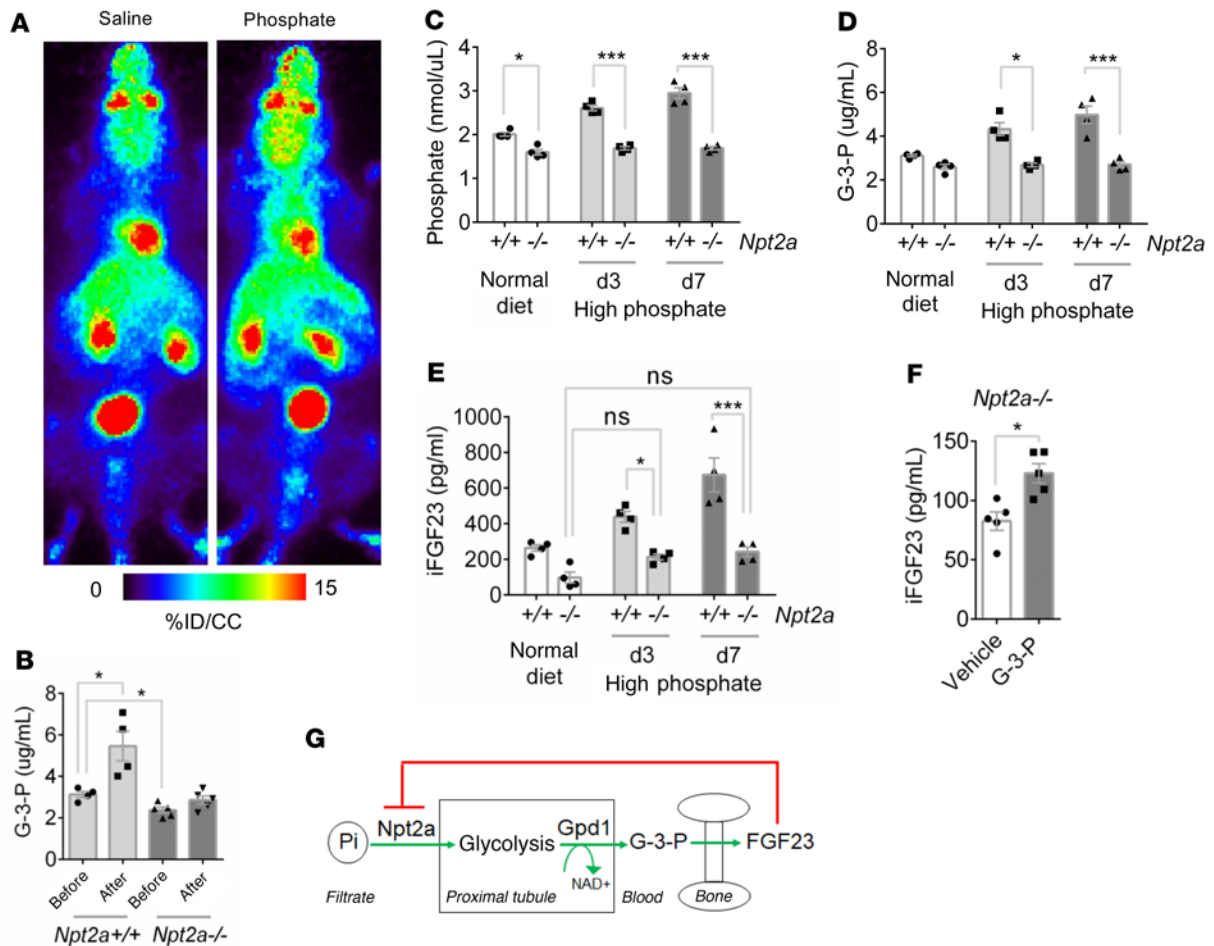 A
Saline
Phosphate
0
15
%ID/CC
B
G-3-P (ug/mL)
8
6
4
2
0
*
*
Before
After
Before
After
Npt2a+/+
Npt2a-/-
C
Phosphate (nmol/uL)
4
3
2
1
0
*
***
***
+/+ -/- +/+ -/- +/+ -/- Npt2a
Normal diet
d3
d7
High phosphate
D
G-3-P (ug/mL)
8
6
4
2
0
*
***
+/+ -/- +/+ -/- +/+ -/- Npt2a
Normal diet
d3
d7
High phosphate
E
iFGF23 (pg/ml)
1000
800
600
400
200
0
ns
ns
*
***
+/+ -/- +/+ -/- +/+ -/- Npt2a
Normal diet
d3
d7
High phosphate
F
Npt2a-/-
iFGF23 (pg/mL)
150
100
50
0
*
Vehicle
G-3-P
G
Pi
Npt2a
Glycolysis
Gpd1
NAD+
G-3-P
FGF23
Filtrate
Proximal tubule
Blood
Bone